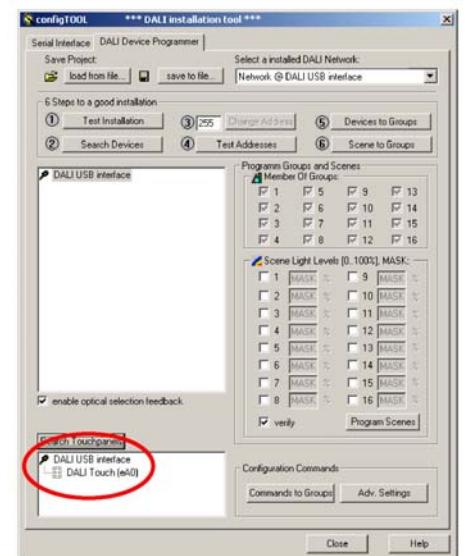 configTOOL *** DALI installation tool ***
Serial Interface DALI Device Programmer
Save Project: Select a installed DALI Network:
load from file... save to file... Network @ DALI USB interface
6 Steps to a good installation
1 Test Installation 3 255 Change Address 5 Devices to Groups
2 Search Devices 4 Test Addresses 6 Scene to Groups
DALI USB interface
Programm Groups and Scenes
Member Of Groups:
1 5 9 13
2 6 10 14
3 7 11 15
4 8 12 16
Scene Light Levels [0..100%], MASK:
1 MASK % 9 MASK %
2 MASK % 10 MASK %
3 MASK % 11 MASK %
4 MASK % 12 MASK %
5 MASK % 13 MASK %
6 MASK % 14 MASK %
7 MASK % 15 MASK %
8 MASK % 16 MASK %
enable optical selection feedback
verify Program Scenes
Search Touchpanels
DALI USB interface
DALI Touch (eA0)
Configuration Commands
Commands to Groups Adv. Settings
Close Help